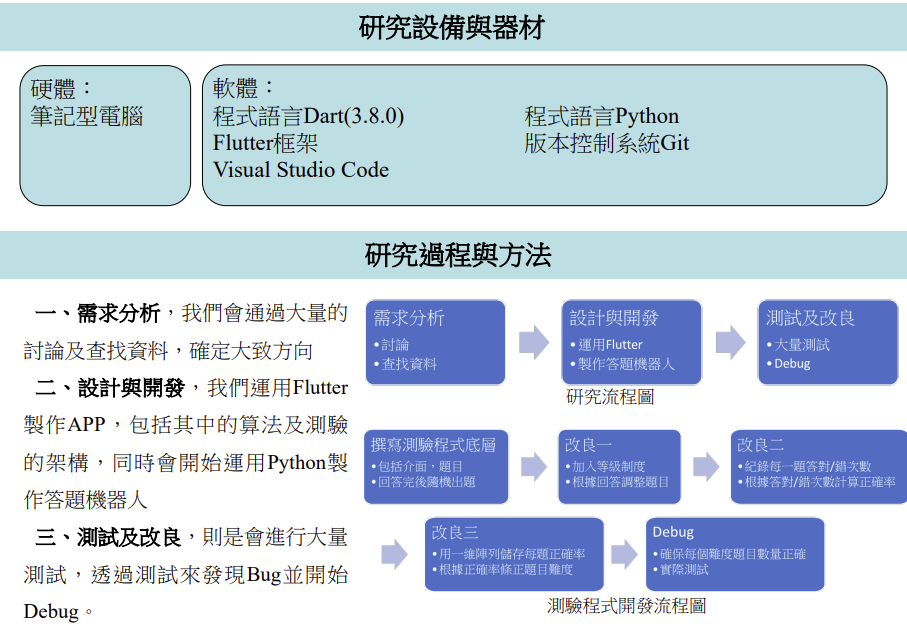 研究設備與器材
硬體：
筆記型電腦
軟體：
程式語言Dart(3.8.0)
Flutter框架
Visual Studio Code
程式語言Python
版本控制系統Git
研究過程與方法
一、需求分析，我們會通過大量的
討論及查找資料，確定大致方向
二、設計與開發，我們運用Flutter
製作APP，包括其中的算法及測驗
的架構，同時會開始運用Python製
作答題機器人
三、測試及改良，則是會進行大量
測試，透過測試來發現Bug並開始
Debug。
需求分析
•討論
•查找資料
設計與開發
•運用Flutter
•製作答題機器人
測試及改良
•大量測試
•Debug
研究流程圖
撰寫測驗程式底層
•包括介面，題目
•回答完後隨機出題
改良一
•加入等級制度
•根據回答調整題目
改良二
•紀錄每一題答對/錯次數
•根據答對/錯次數計算正確率
改良三
•用一維陣列儲存每題正確率
•根據正確率條正題目難度
Debug
•確保每個難度題目數量正確
•實際測試
測驗程式開發流程圖